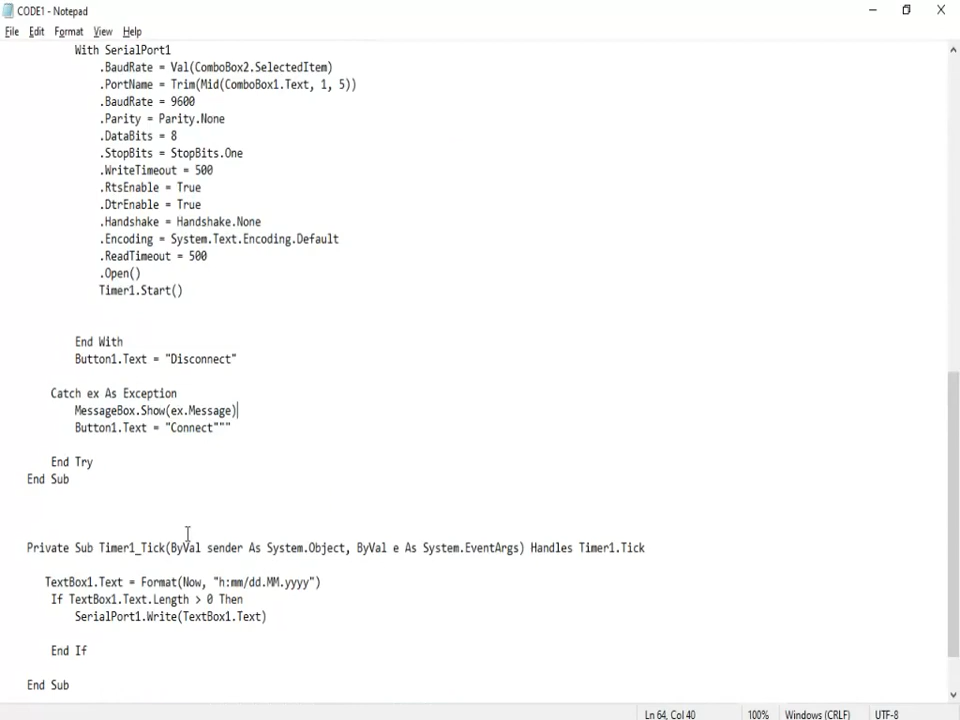 CODE1 - Notepad
File Edit Format View Help
With SerialPort1
.BaudRate = Val(ComboBox2.SelectedItem)
.PortName = Trim(Mid(ComboBox1.Text, 1, 5))
.BaudRate = 9600
.Parity = Parity.None
.DataBits = 8
.StopBits = StopBits.One
.WriteTimeout = 500
.RtsEnable = True
.DtrEnable = True
.Handshake = Handshake.None
.Encoding = System.Text.Encoding.Default
.ReadTimeout = 500
.Open()
Timer1.Start()
End With
Button1.Text = "Disconnect"
Catch ex As Exception
MessageBox.Show(ex.Message)
Button1.Text = "Connect"""
End Try
End Sub
Private Sub Timer1_Tick(ByVal sender As System.Object, ByVal e As System.EventArgs) Handles Timer1.Tick
TextBox1.Text = Format(Now, "h:mm/dd.MM.yyyy")
If TextBox1.Text.Length > 0 Then
SerialPort1.Write(TextBox1.Text)
End If
End Sub
Ln 64, Col 40 100% Windows (CRLF) UTF-8